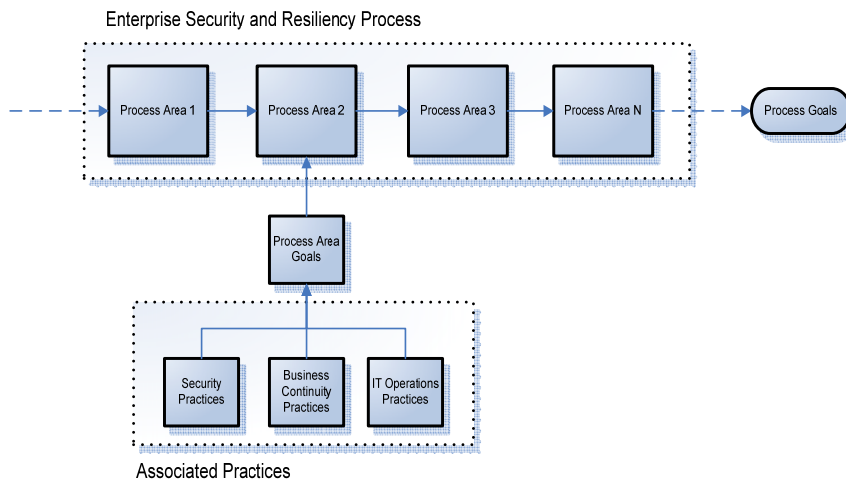 Enterprise Security and Resiliency Process
Process Area 1
Process Area 2
Process Area 3
Process Area N
Process Goals
Process Area
Goals
Security
Practices
Business
Continuity
Practices
IT Operations
Practices
Associated Practices